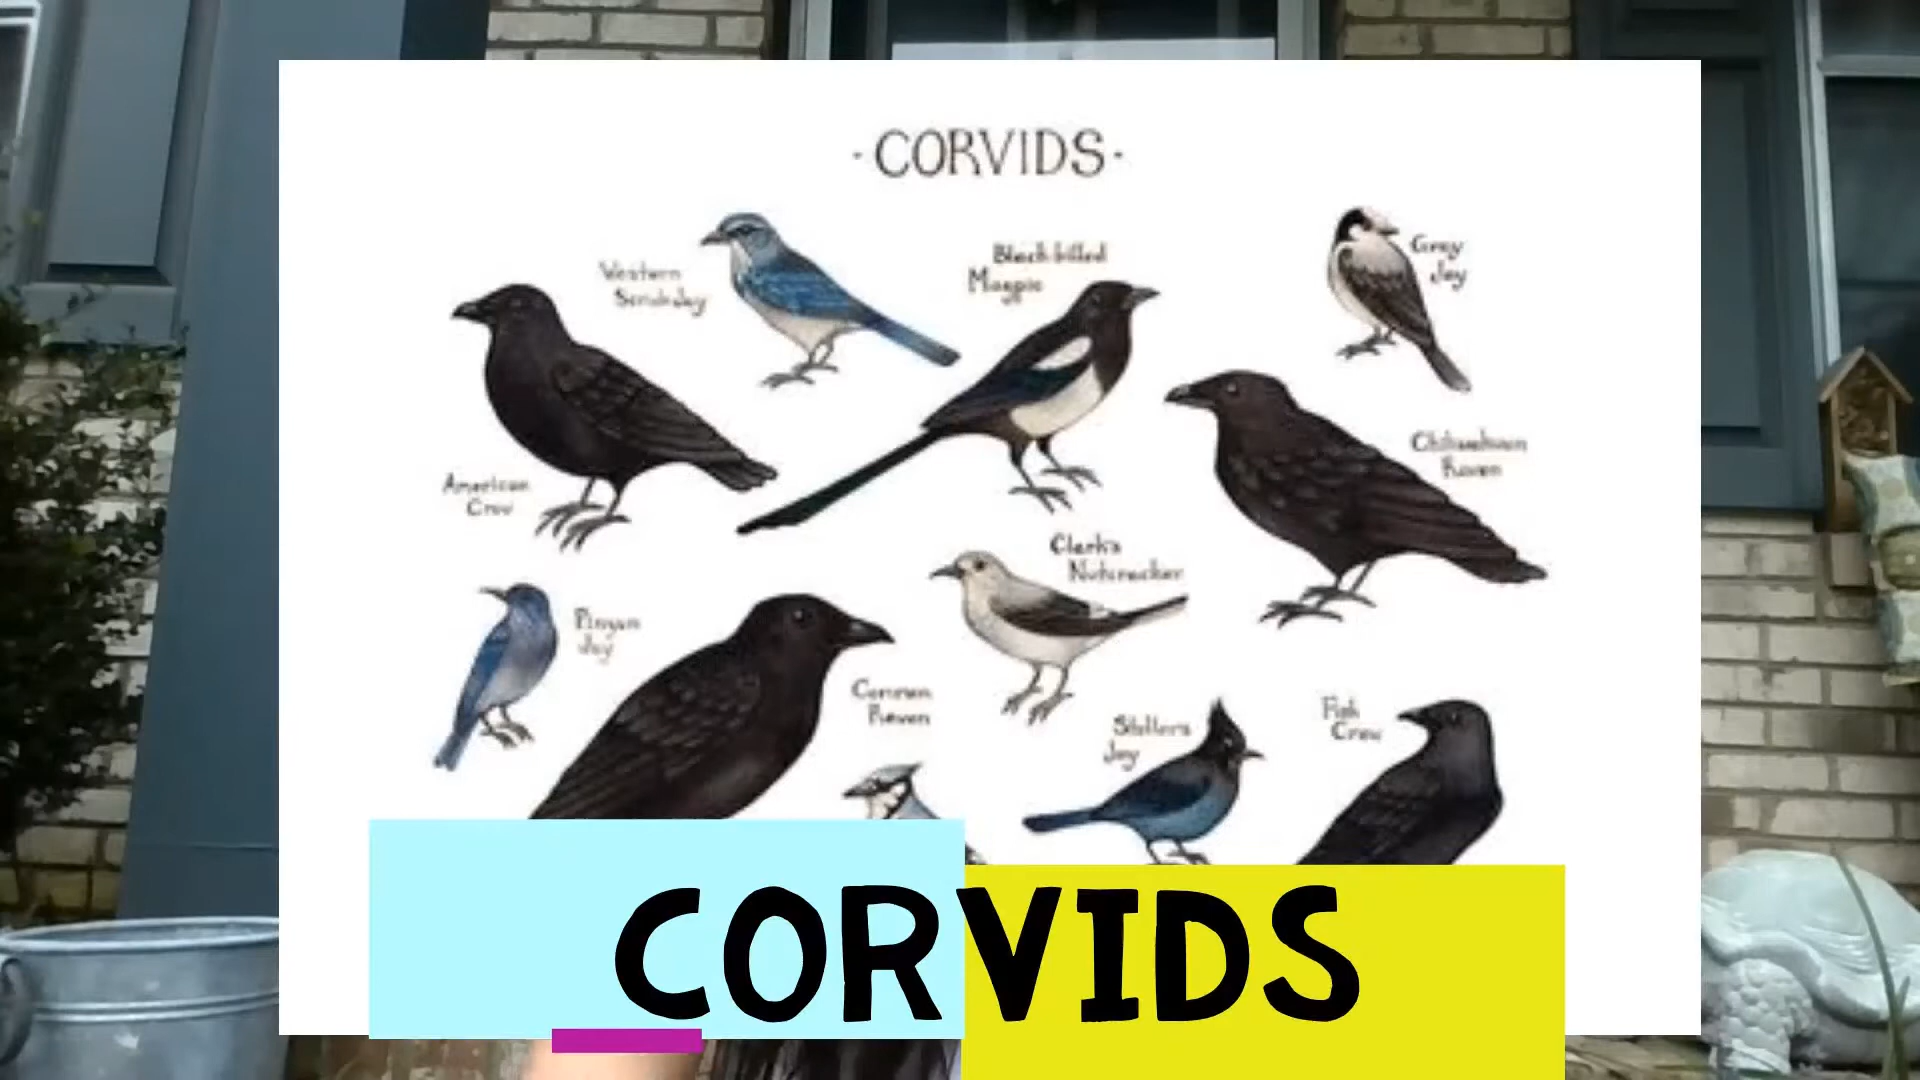 ·CORVIDS·
Western
Scrub Jay
Black-billed
Magpie
Gray
Jay
American
Crow
Chihuahuan
Raven
Clark's
Nutcracker
Pinyon
Jay
Common
Raven
Steller's
Jay
Fish
Crow
CORVIDS